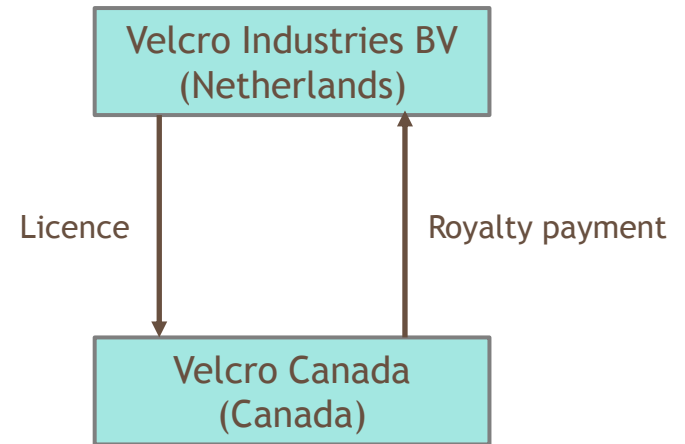 Velcro Industries BV
(Netherlands)
Licence
Royalty payment
Velcro Canada
(Canada)